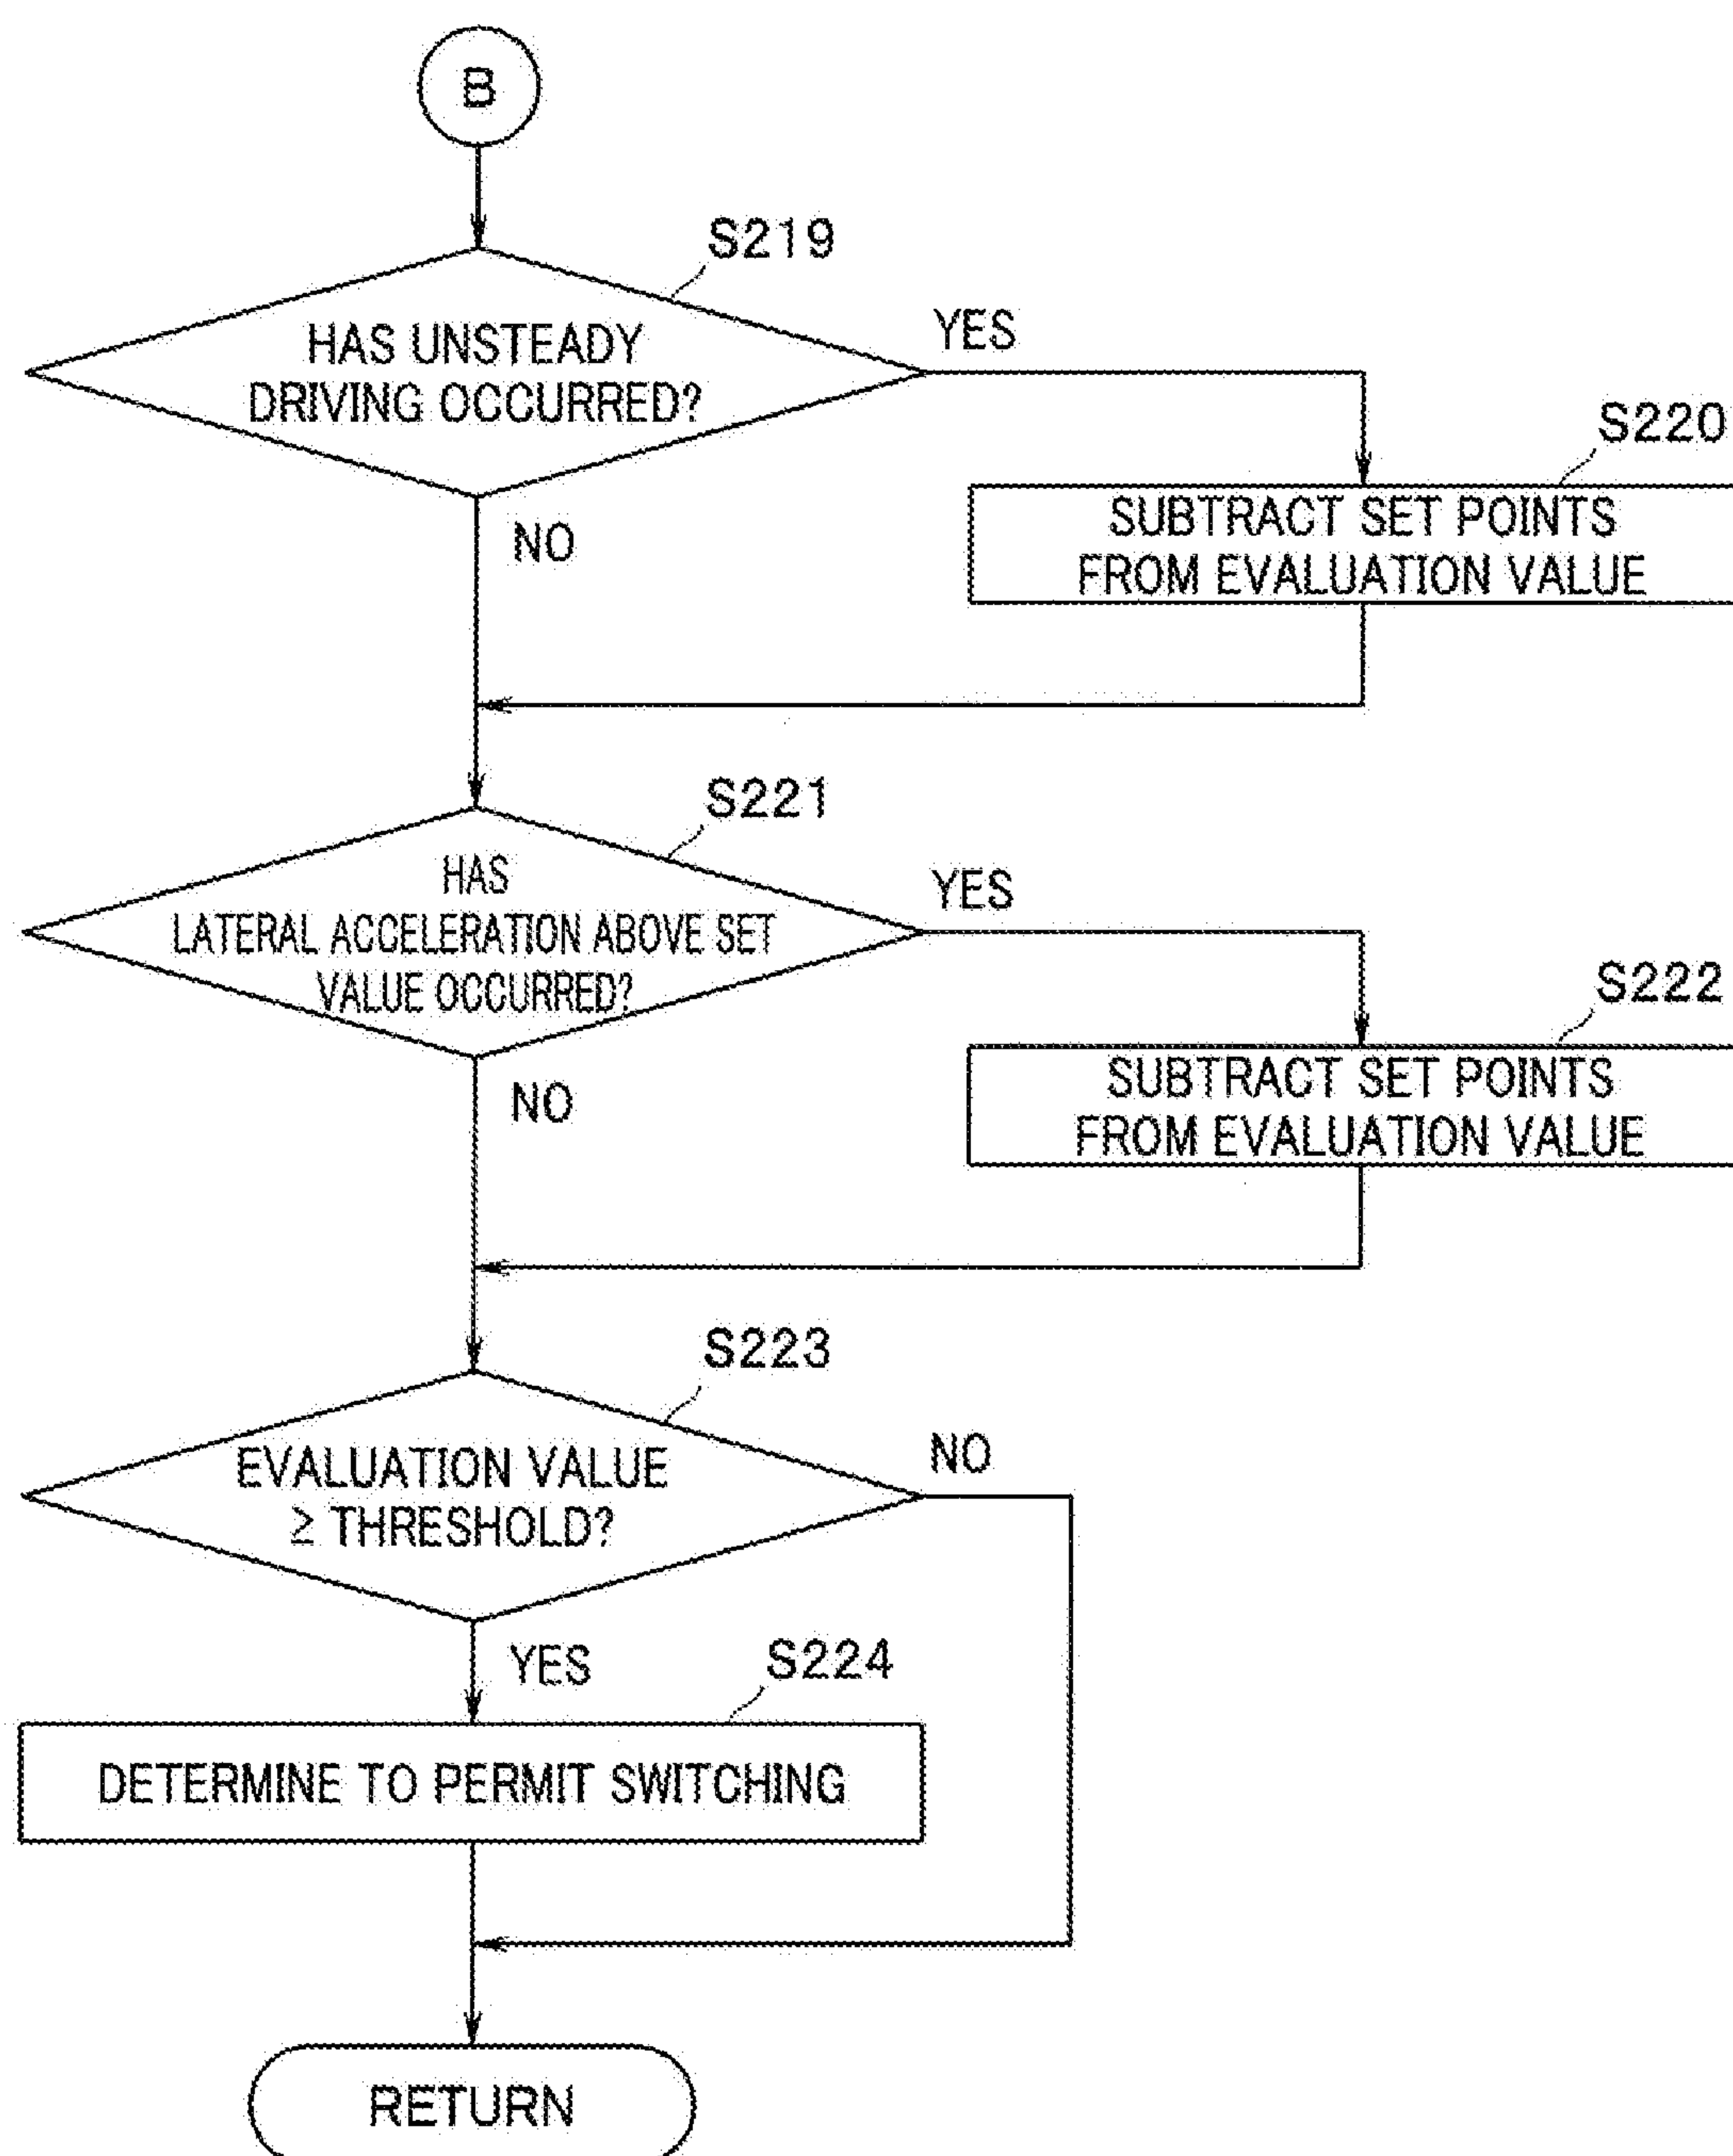 B
S219
HAS UNSTEADY
DRIVING OCCURRED?
YES
S220
SUBTRACT SET POINTS
FROM EVALUATION VALUE
NO
S221
HAS
LATERAL ACCELERATION ABOVE SET
VALUE OCCURRED?
YES
S222
SUBTRACT SET POINTS
FROM EVALUATION VALUE
NO
S223
EVALUATION VALUE
≥ THRESHOLD?
NO
YES
S224
DETERMINE TO PERMIT SWITCHING
RETURN